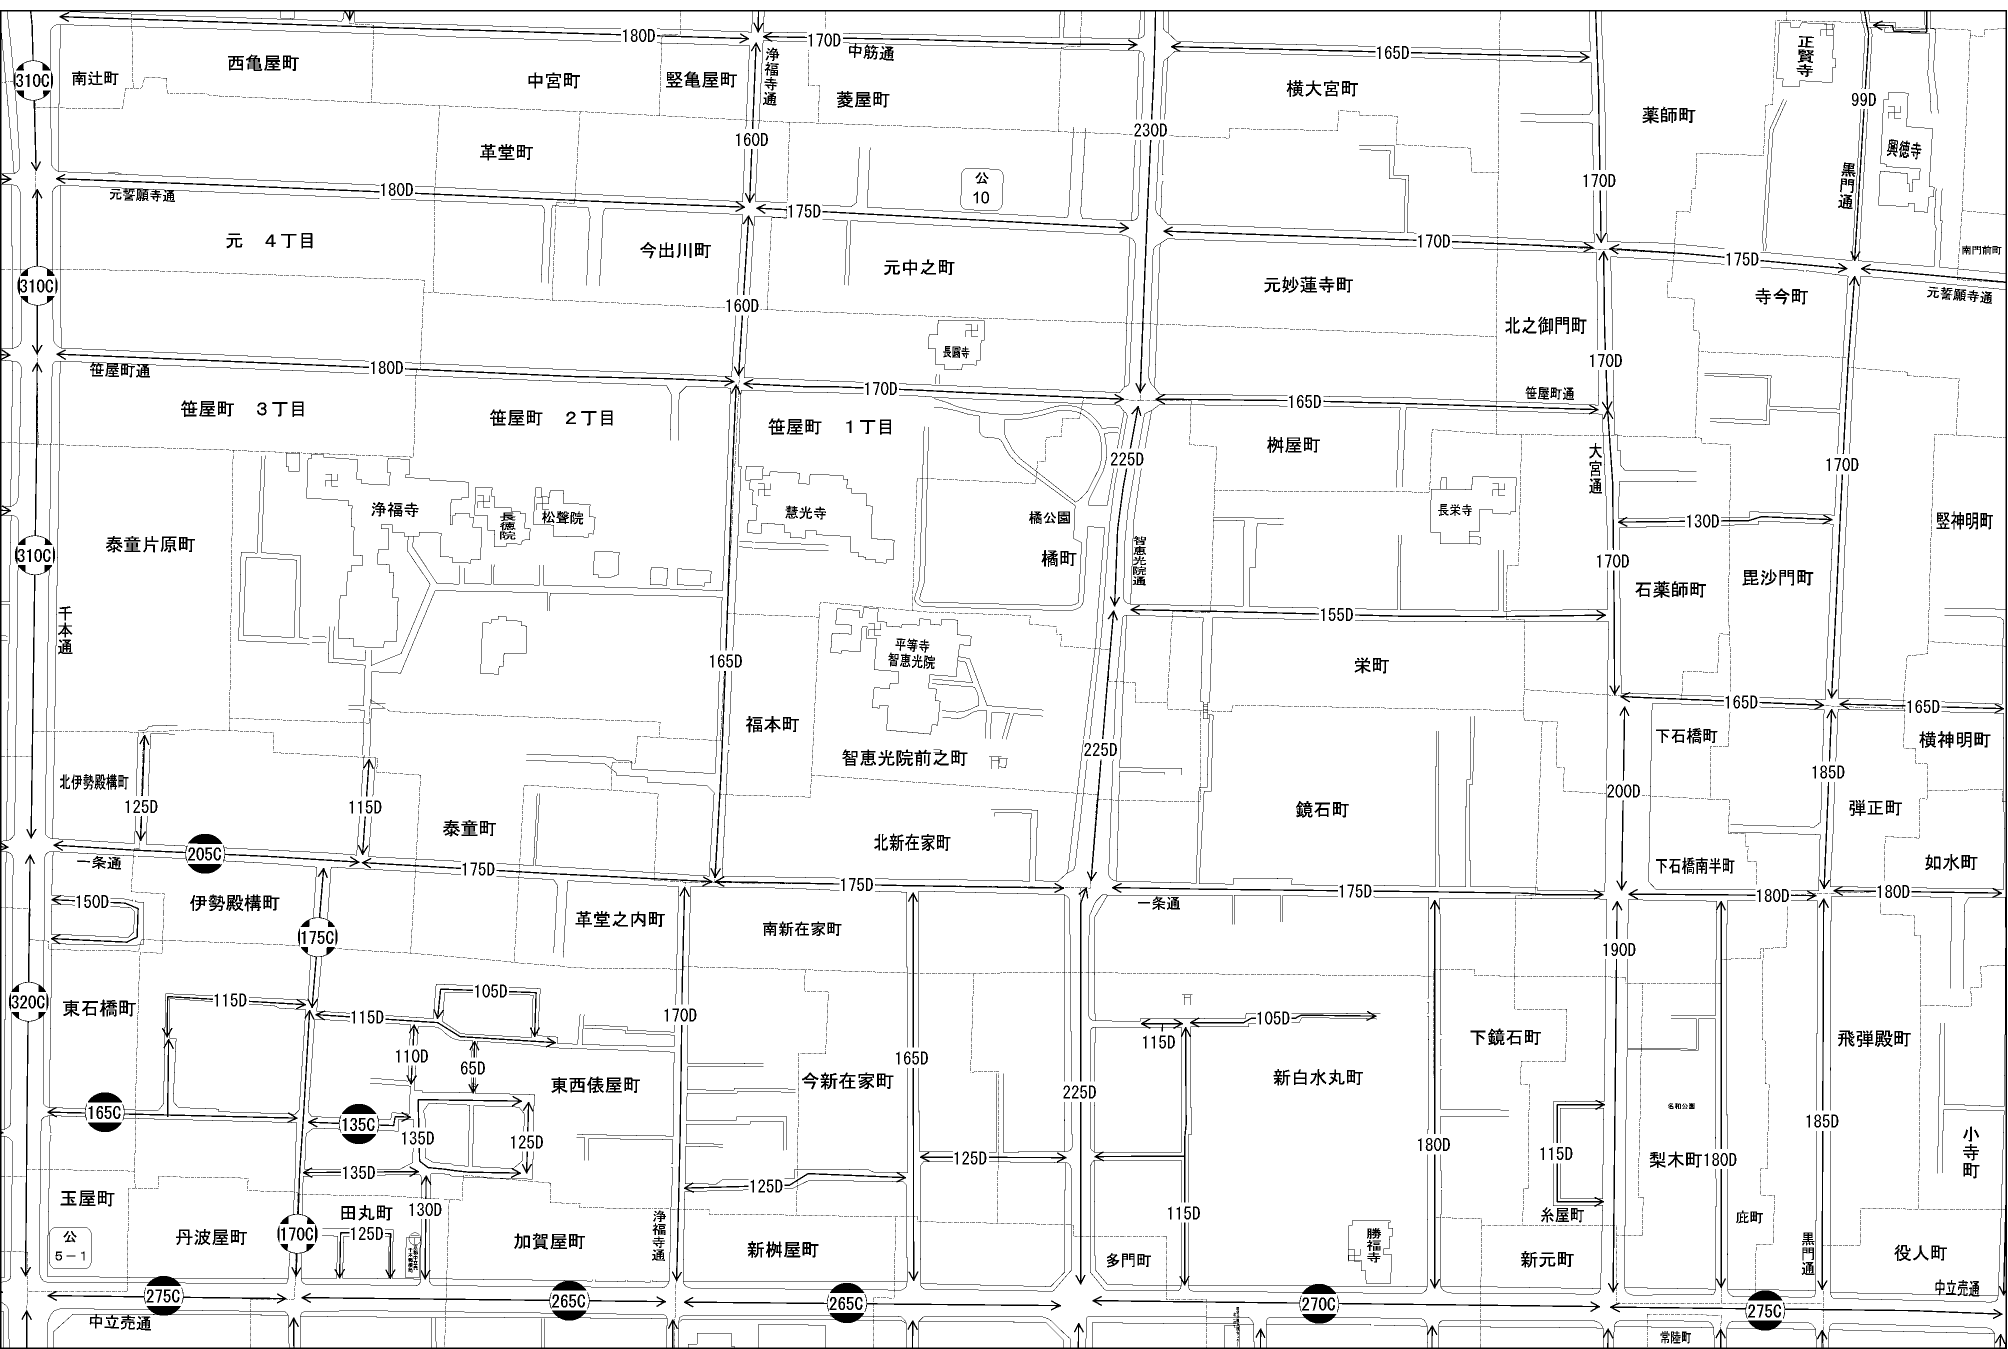 180D
170D
中筋通
165D
正賢寺
310C
南辻町
西亀屋町
中宮町
竪亀屋町
浄福寺通
菱屋町
横大宮町
99D
薬師町
230D
160D
革堂町
興徳寺
黒門通
元誓願寺通
180D
175D
公
10
170D
元 4丁目
今出川町
元中之町
170D
175D
南門前町
310C
元妙蓮寺町
寺今町
元誓願寺通
160D
北之御門町
長圓寺
笹屋町通
180D
170D
165D
笹屋町通
170D
笹屋町 3丁目
笹屋町 2丁目
笹屋町 1丁目
桝屋町
大宮通
225D
170D
浄福寺
長徳院
松聲院
慧光寺
橘公園
長栄寺
130D
竪神明町
泰童片原町
310C
橘町
智恵光院通
170D
石薬師町
毘沙門町
千本通
155D
平等寺
智恵光院
165D
栄町
165D
165D
福本町
智恵光院前之町
225D
下石橋町
横神明町
北伊勢殿構町
125D
115D
185D
200D
泰童町
鏡石町
弾正町
北新在家町
205C
一条通
175D
175D
175D
下石橋南半町
如水町
180D
180D
150D
伊勢殿構町
革堂之内町
南新在家町
一条通
175C
190D
320C
東石橋町
115D
105D
115D
170D
105D
115D
下鏡石町
飛弾殿町
110D
65D
165D
東西俵屋町
今新在家町
新白水丸町
225D
名和公園
165C
135C
135D
125D
185D
180D
小寺町
125D
115D
梨木町
180D
135D
125D
玉屋町
130D
田丸町
115D
糸屋町
庇町
公
5-1
丹波屋町
170C
125D
加賀屋町
浄福寺通
新桝屋町
多門町
勝福寺
新元町
黒門通
役人町
275C
265C
265C
270C
275C
中立売通
中立売通
常陸町